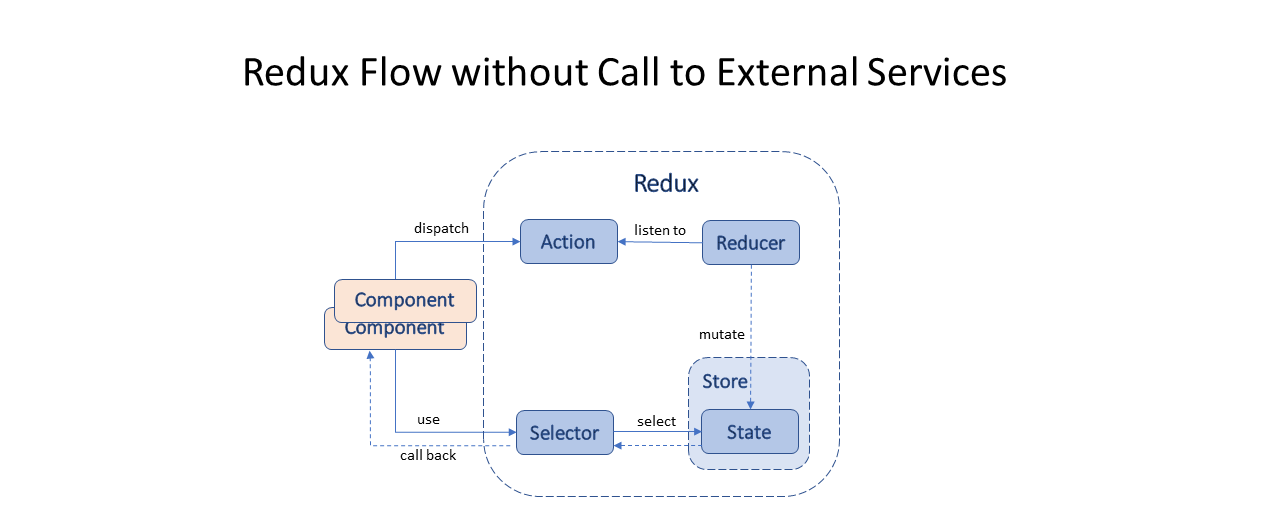 Redux Flow without Call to External Services
Redux
dispatch
Action
listen to
Reducer
Component
Component
mutate
Store
use
Selector
select
State
call back